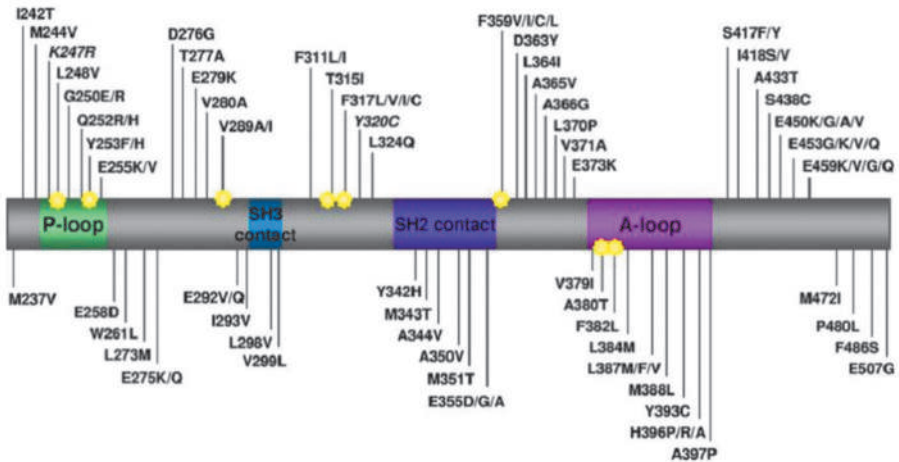 I242T
M244V
K247R
L248V
G250E/R
Q252R/H
Y253F/H
E255K/V
D276G
T277A
E279K
V280A
V289A/I
F311L/I
T315I
F317L/V/I/C
Y320C
L324Q
F359V/I/C/L
D363Y
L364I
A365V
A366G
L370P
V371A
E373K
S417F/Y
I418S/V
A433T
S438C
E450K/G/A/V
E453G/K/V/Q
E459K/V/G/Q
P-loop
SH3
contact
SH2 contact
A-loop
M237V
E258D
W261L
L273M
E275K/Q
E292V/Q
I293V
L298V
V299L
Y342H
M343T
A344V
A350V
M351T
E355D/G/A
V379I
A380T
F382L
L384M
L387M/F/V
M388L
Y393C
H396P/R/A
A397P
M472I
P480L
F486S
E507G